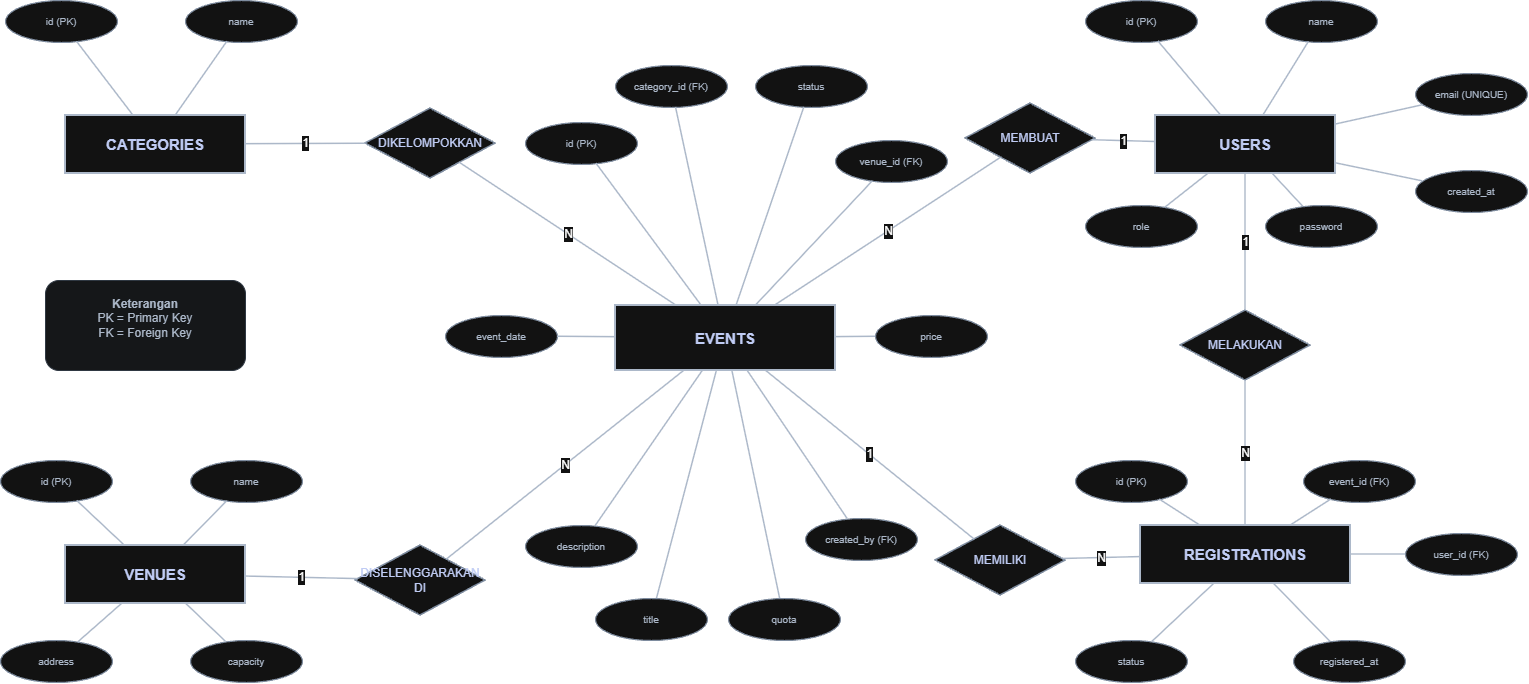 id (PK)
name
CATEGORIES
1
DIKELOMPOKKAN
N
id (PK)
category_id (FK)
status
venue_id (FK)
N
MEMBUAT
1
id (PK)
name
email (UNIQUE)
USERS
created_at
role
password
1
MELAKUKAN
N
Keterangan
PK = Primary Key
FK = Foreign Key
event_date
EVENTS
price
N
1
id (PK)
name
VENUES
1
DISELENGGARAKAN
DI
address
capacity
description
title
quota
created_by (FK)
MEMILIKI
N
id (PK)
event_id (FK)
REGISTRATIONS
user_id (FK)
status
registered_at